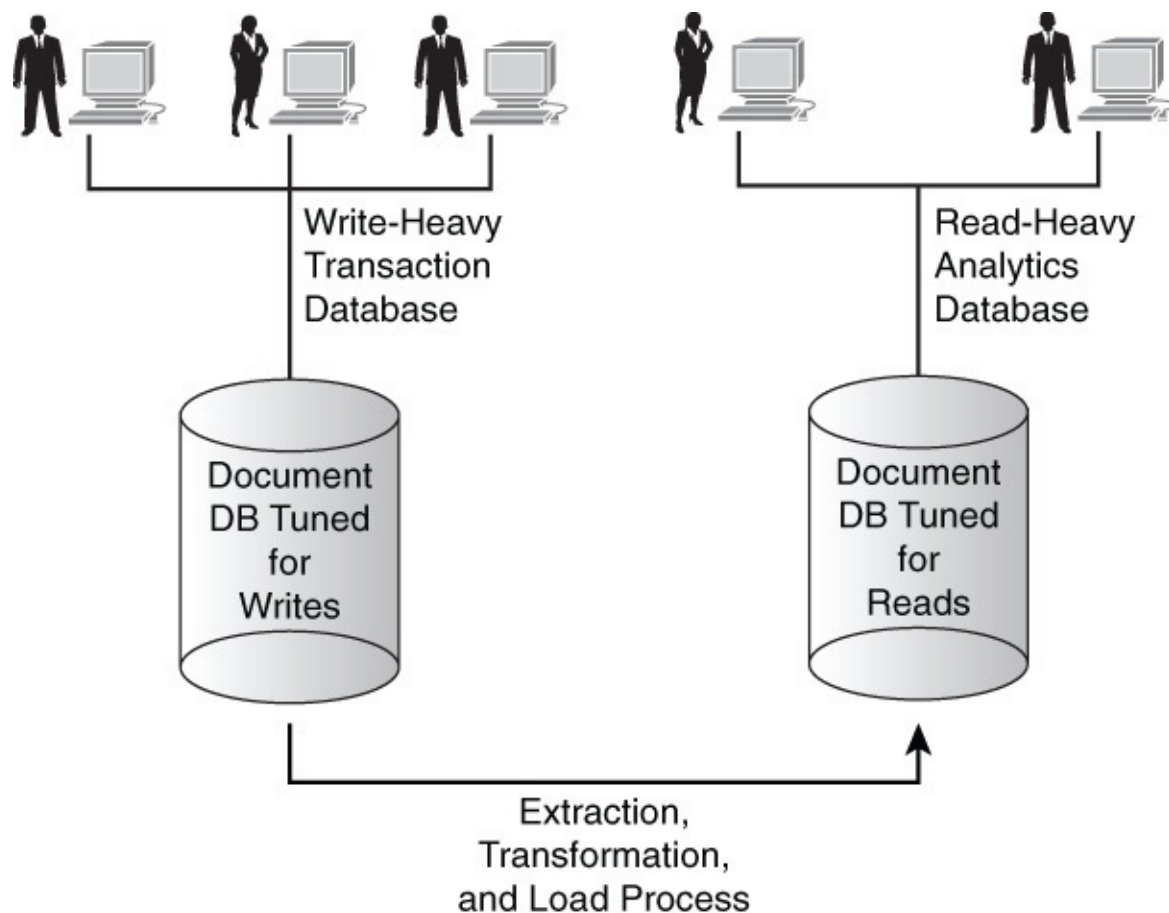 Write-Heavy
Transaction
Database
Read-Heavy
Analytics
Database
Document
DB Tuned
for
Writes
Document
DB Tuned
for
Reads
Extraction,
Transformation,
and Load Process